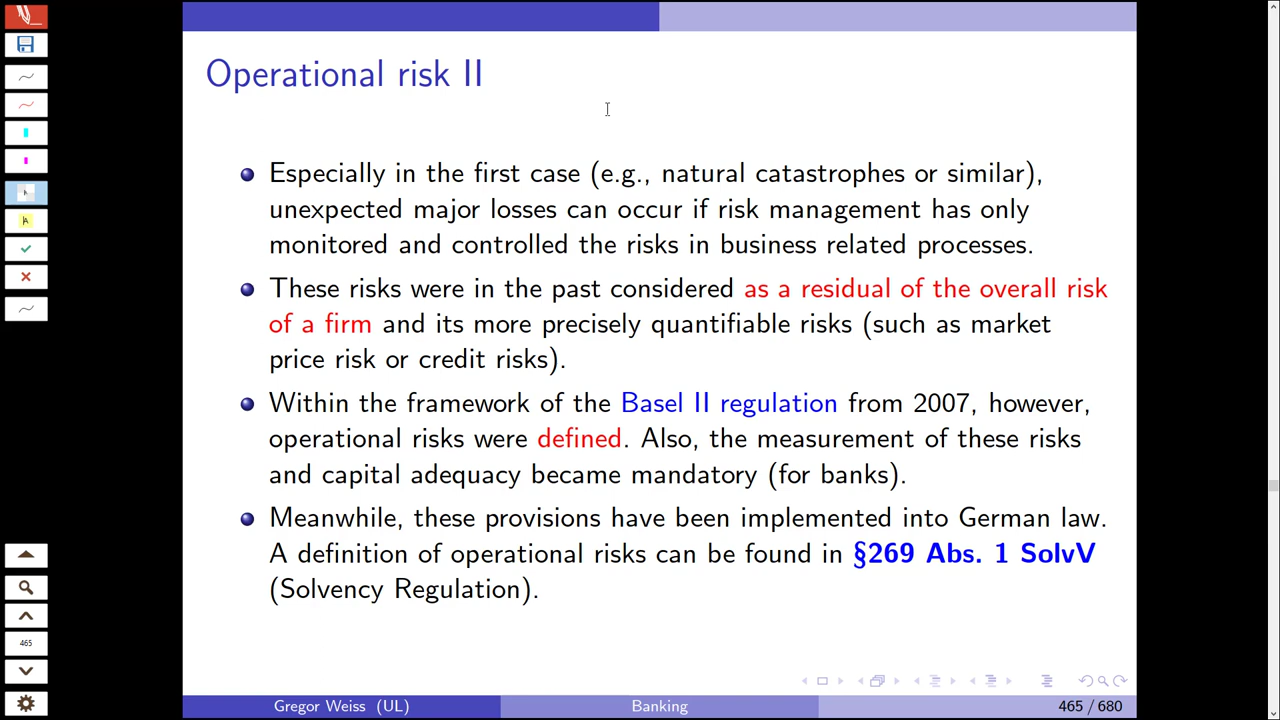 Operational risk II
Especially in the first case (e.g., natural catastrophes or similar),
unexpected major losses can occur if risk management has only
monitored and controlled the risks in business related processes.
These risks were in the past considered as a residual of the overall risk
of a firm and its more precisely quantifiable risks (such as market
price risk or credit risks).
Within the framework of the Basel II regulation from 2007, however,
operational risks were defined. Also, the measurement of these risks
and capital adequacy became mandatory (for banks).
Meanwhile, these provisions have been implemented into German law.
A definition of operational risks can be found in §269 Abs. 1 SolvV
(Solvency Regulation).
465
Gregor Weiss (UL) Banking 465 / 680